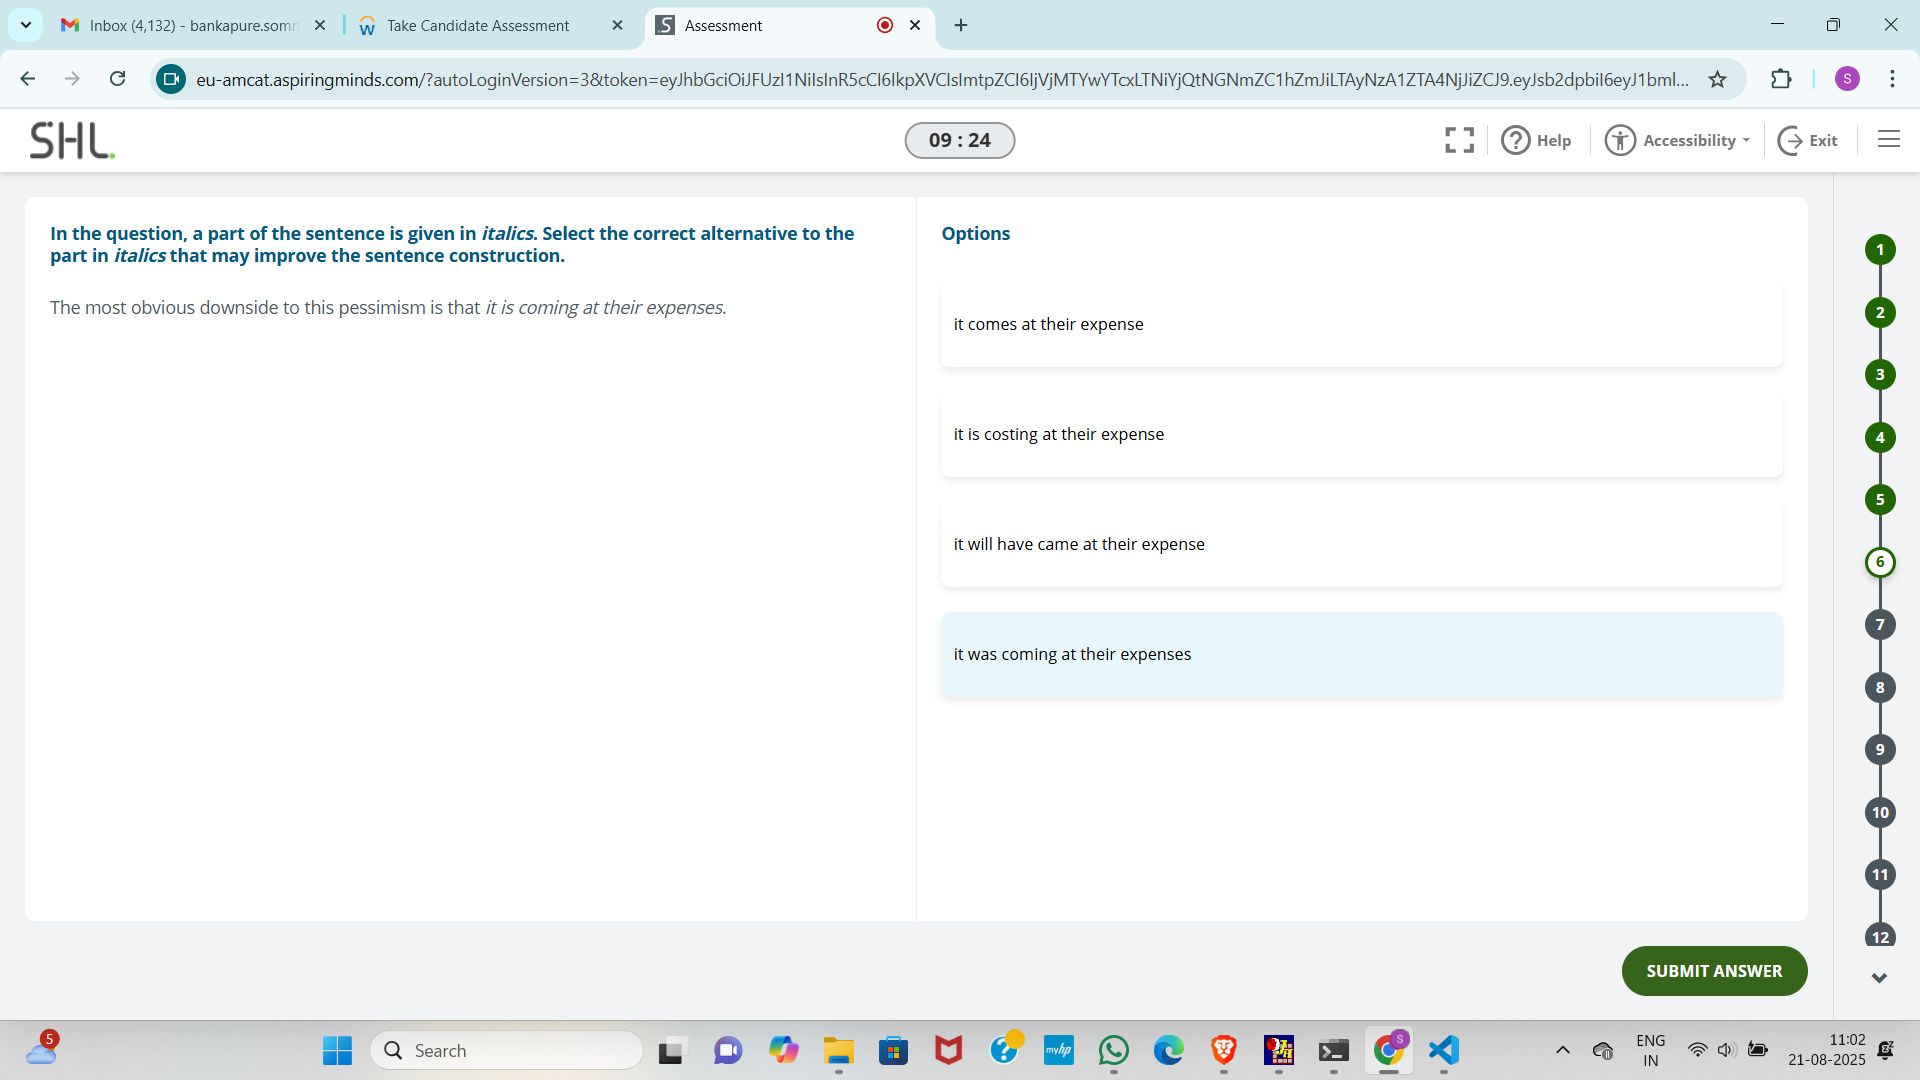 Inbox (4,132) - bankapure.somn
Take Candidate Assessment
Assessment
eu-amcat.aspiringminds.com/?autoLoginVersion=3&token=eyJhbGciOiJFUzI1NiIsInR5cCI6IkpXVCIsImtpZCI6IjVjMTYwYTcxLTNiYjQtNGNmZC1hZmJiLTAyNzA1ZTA4NjJiZCJ9.eyJsb2dpbiI6eyJ1bml...
S
SHL.
09 : 24
Help
Accessibility
Exit
In the question, a part of the sentence is given in italics. Select the correct alternative to the
part in italics that may improve the sentence construction.
The most obvious downside to this pessimism is that it is coming at their expenses.
Options
it comes at their expense
it is costing at their expense
it will have came at their expense
it was coming at their expenses
1
2
3
4
5
6
7
8
9
10
11
12
SUBMIT ANSWER
5
Search
myhp
S
ENG
IN
11:02
21-08-2025